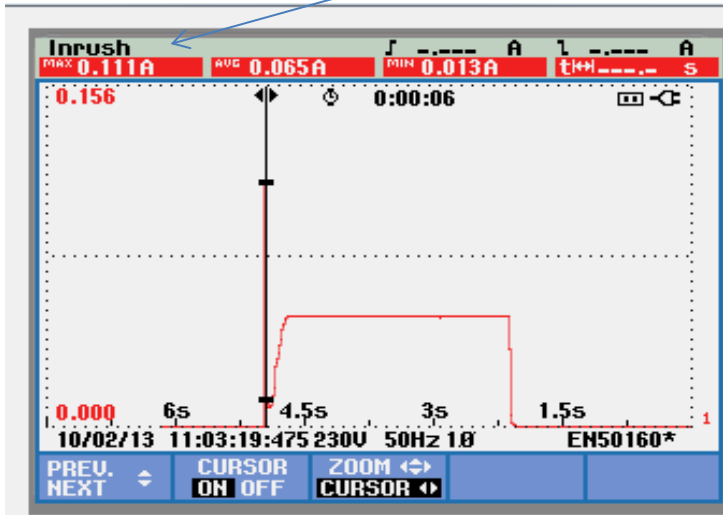 Inrush ⌠ -.--- A ⌡ -.--- A
MAX 0.111A AVG 0.065A MIN 0.013A t|↔| ---.- s
0.156 0:00:06
0.000 6s 4.5s 3s 1.5s 1
10/02/13 11:03:19:475 230V 50Hz 1Ø EN50160*
PREV. CURSOR ZOOM
NEXT ON OFF CURSOR